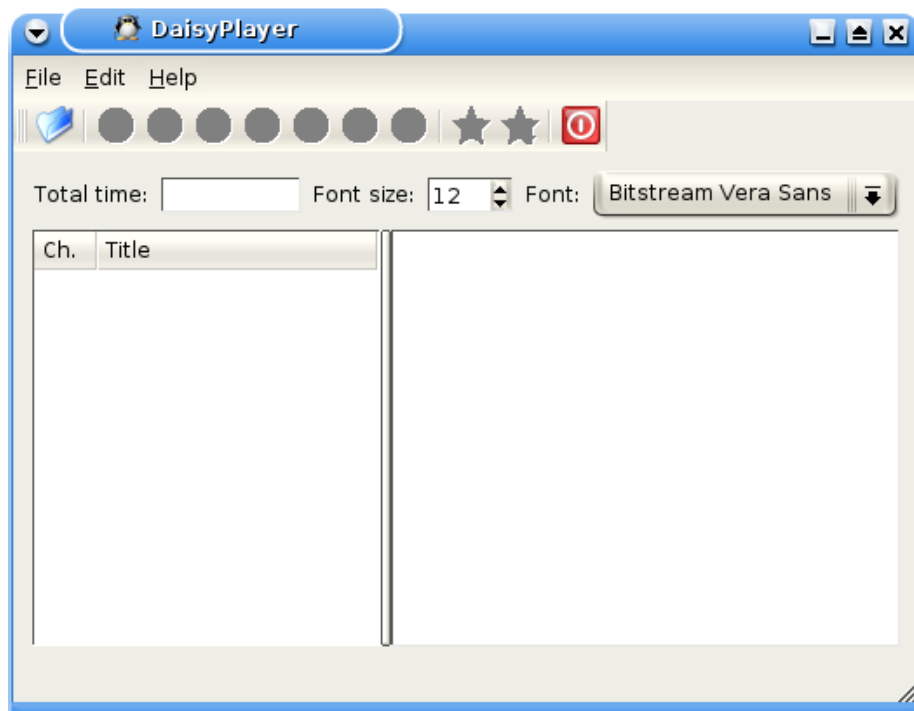 DaisyPlayer
File Edit Help
Total time: Font size: 12 Font: Bitstream Vera Sans
Ch. Title